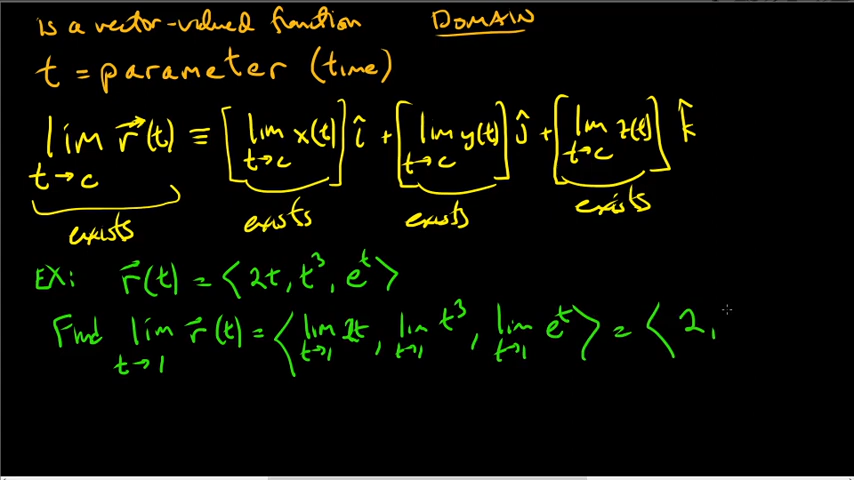 is a vector-valued function DOMAIN
t = parameter (time)
lim t→c r⃗(t) ≡ [lim t→c x(t)] î + [lim t→c y(t)] ĵ + [lim t→c z(t)] k̂
exists exists exists exists
EX: r⃗(t) = ⟨2t, t³, eᵗ⟩
Find lim t→1 r⃗(t) = ⟨lim t→1 2t, lim t→1 t³, lim t→1 eᵗ⟩ = ⟨2,